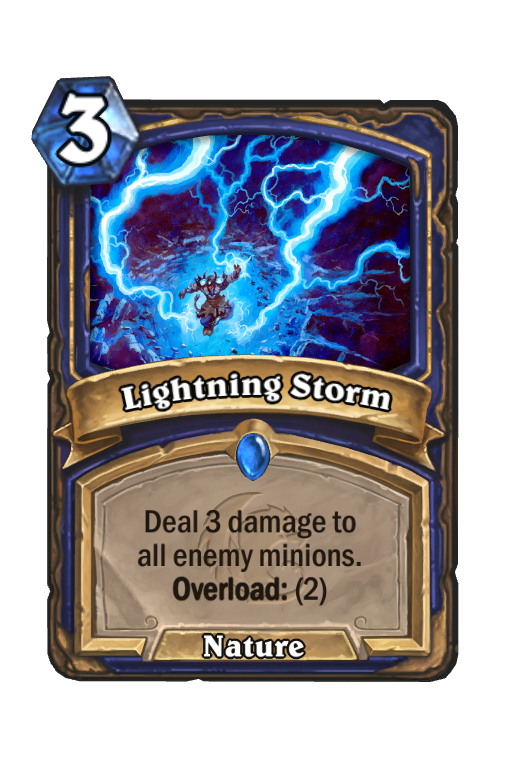 3
Lightning Storm
Deal 3 damage to
all enemy minions.
Overload: (2)
Nature